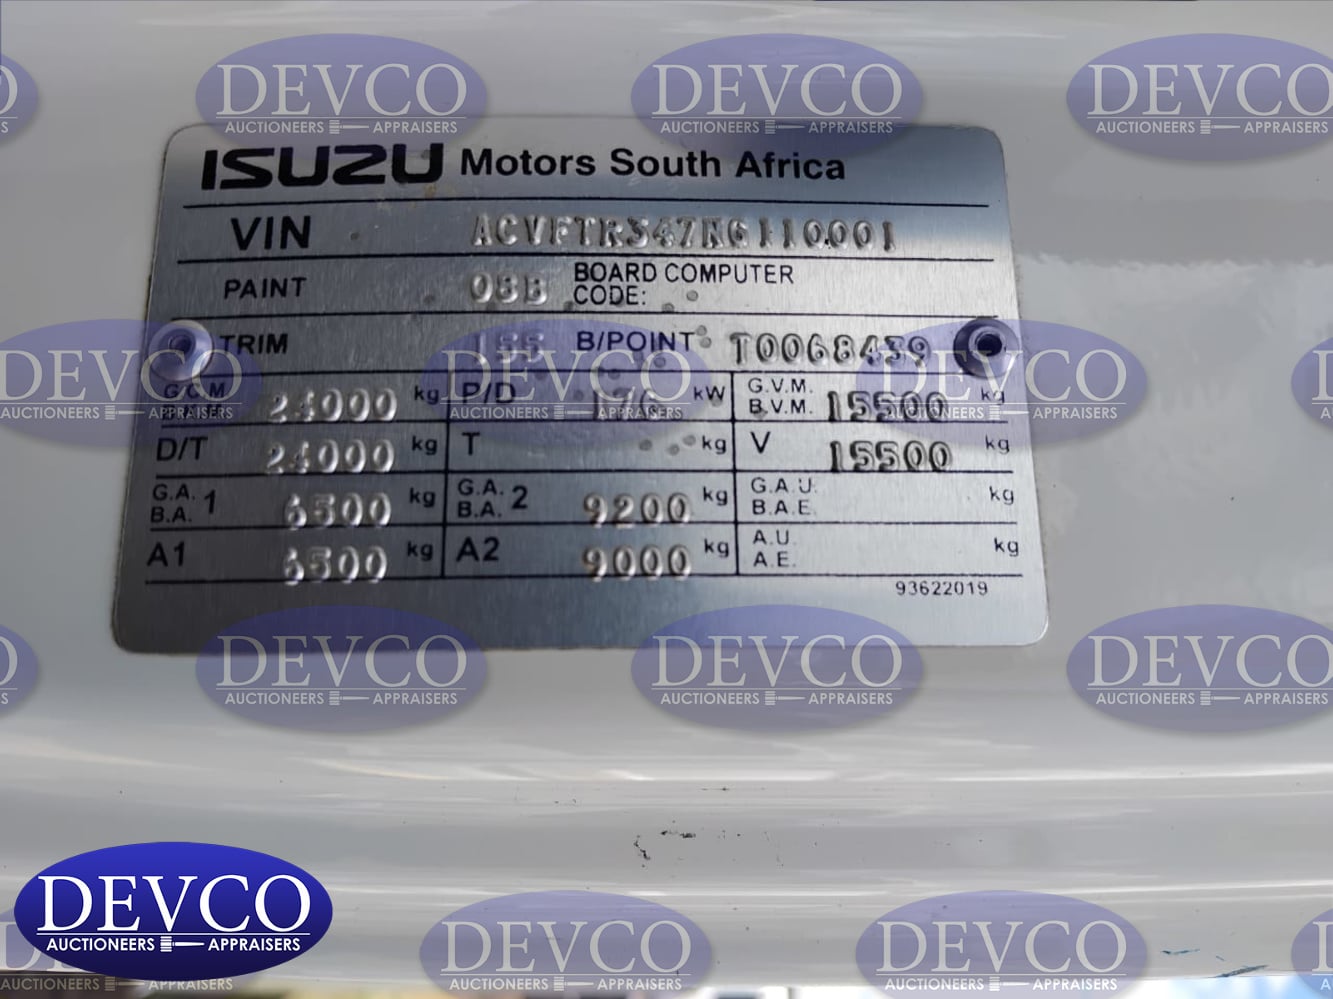 ISUZU Motors South Africa
VIN ACVFTR347N6110001
PAINT 08B BOARD COMPUTER CODE:
TRIM 155 B/POINT T0068439
G.C.M kg 24000 P/D 176 kW G.V.M. B.V.M. 15500 kg
D/T 24000 kg T kg V 15500 kg
G.A. B.A. 1 6500 kg G.A. B.A. 2 9200 kg G.A.U. B.A.E. kg
A1 6500 kg A2 9000 kg A.U. A.E. kg
93622019
DEVCO
AUCTIONEERS APPRAISERS